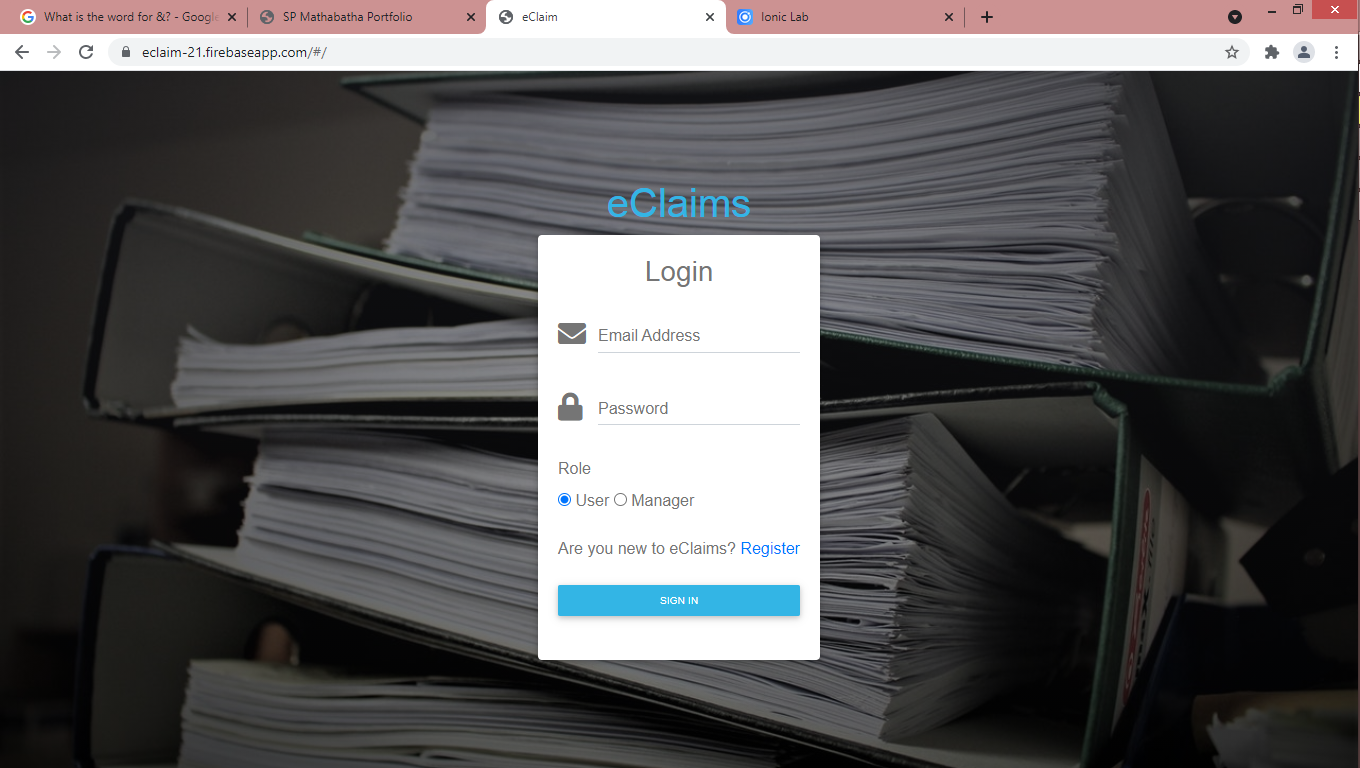 What is the word for &? - Google
SP Mathabatha Portfolio
eClaim
Ionic Lab
eclaim-21.firebaseapp.com/#/
eClaims
Login
Email Address
Password
Role
User Manager
Are you new to eClaims? Register
SIGN IN